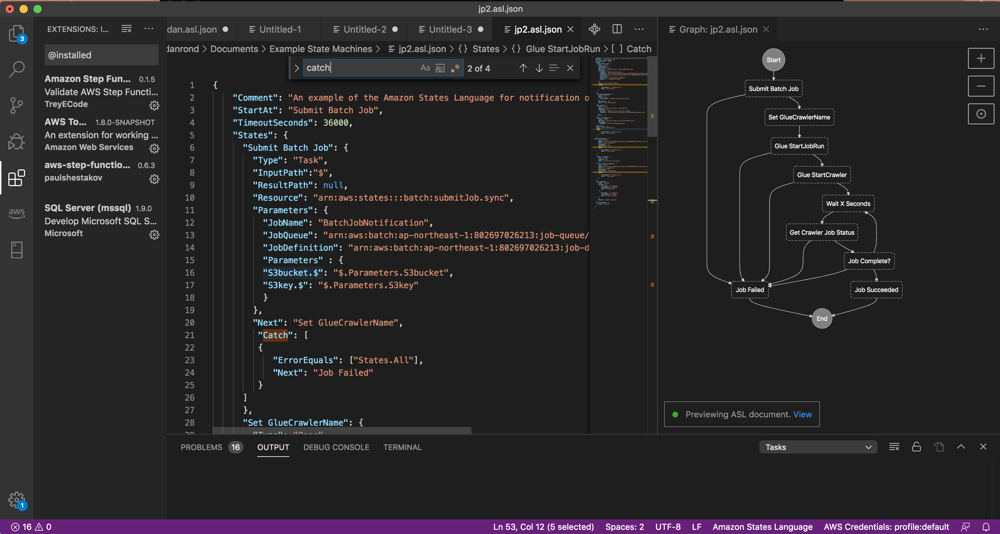 jp2.asl.json
EXTENSIONS: I...
@installed
Amazon Step Fun... 0.1.5
Validate AWS Step Functi...
TreyECode
AWS To... 1.8.0-SNAPSHOT
An extension for working ...
Amazon Web Services
aws-step-functio... 0.6.3
paulshestakov
SQL Server (mssql) 1.9.0
Develop Microsoft SQL S...
Microsoft
3
aws
1
dan.asl.json
Untitled-1
Untitled-2
Untitled-3
jp2.asl.json
danrond > Documents > Example State Machines > jp2.asl.json > {} States > {} Glue StartJobRun > [ ] Catch
catch
Aa Abl .* 2 of 4
1 {
2 "Comment": "An example of the Amazon States Language for notification o
3 "StartAt": "Submit Batch Job",
4 "TimeoutSeconds": 36000,
5 "States": {
6 "Submit Batch Job": {
7 "Type": "Task",
8 "InputPath":"$",
9 "ResultPath": null,
10 "Resource": "arn:aws:states:::batch:submitJob.sync",
11 "Parameters": {
12 "JobName": "BatchJobNotification",
13 "JobQueue": "arn:aws:batch:ap-northeast-1:802697026213:job-queue/
14 "JobDefinition": "arn:aws:batch:ap-northeast-1:802697026213:job-d
15 "Parameters" : {
16 "S3bucket.$": "$.Parameters.S3bucket",
17 "S3key.$": "$.Parameters.S3key"
18 }
19 },
20 "Next": "Set GlueCrawlerName",
21 "Catch": [
22 {
23 "ErrorEquals": ["States.All"],
24 "Next": "Job Failed"
25 }
26 ]
27 },
28 "Set GlueCrawlerName": {
29 "Type": "Pass"
Graph: jp2.asl.json
Start
Submit Batch Job
Set GlueCrawlerName
Glue StartJobRun
Glue StartCrawler
Wait X Seconds
Get Crawler Job Status
Job Complete?
Job Failed
Job Succeeded
End
Previewing ASL document. View
PROBLEMS 16 OUTPUT DEBUG CONSOLE TERMINAL
Tasks
16 0
Ln 53, Col 12 (5 selected) Spaces: 2 UTF-8 LF Amazon States Language AWS Credentials: profile:default